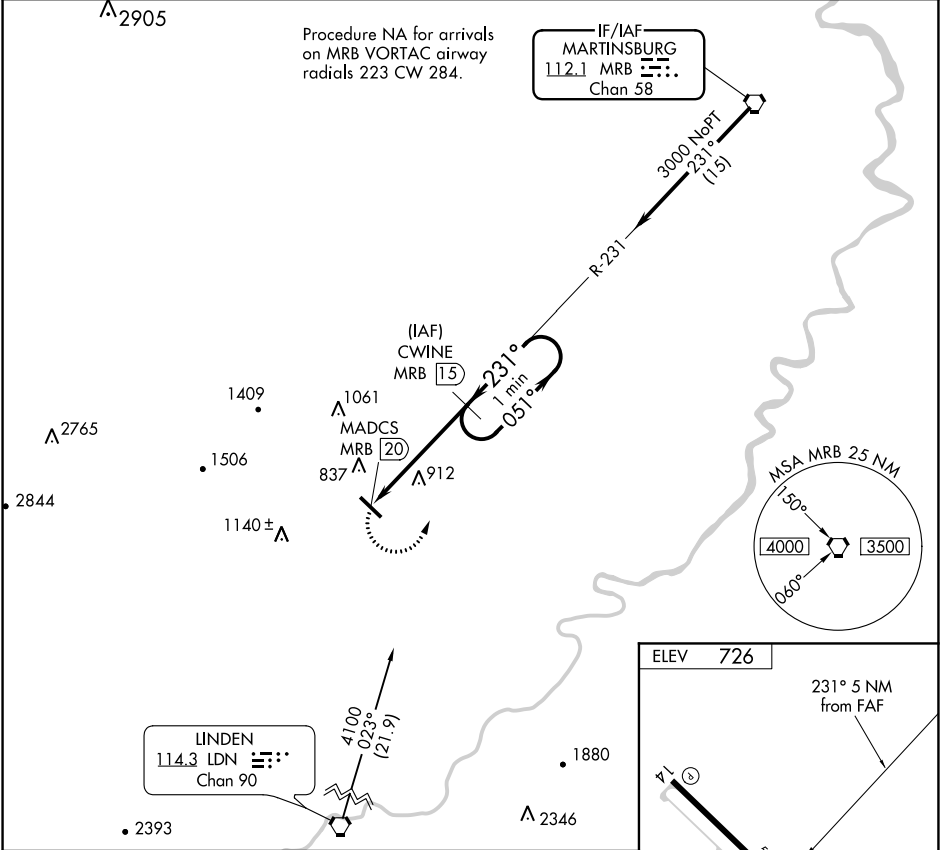 2905
Procedure NA for arrivals
on MRB VORTAC airway
radials 223 CW 284.
IF/IAF
MARTINSBURG
112.1 MRB
Chan 58
3000 NoPT
231°
(15)
R-231
(IAF)
CWINE
MRB 15
231°
1 min
051°
1409
1061
MADCS
MRB 20
2765
1506
837
912
2844
1140 ±
MSA MRB 25 NM
150°
4000
3500
060°
ELEV 726
231° 5 NM
from FAF
14
P
4100
023°
(21.9)
LINDEN
114.3 LDN
Chan 90
1880
2346
2393